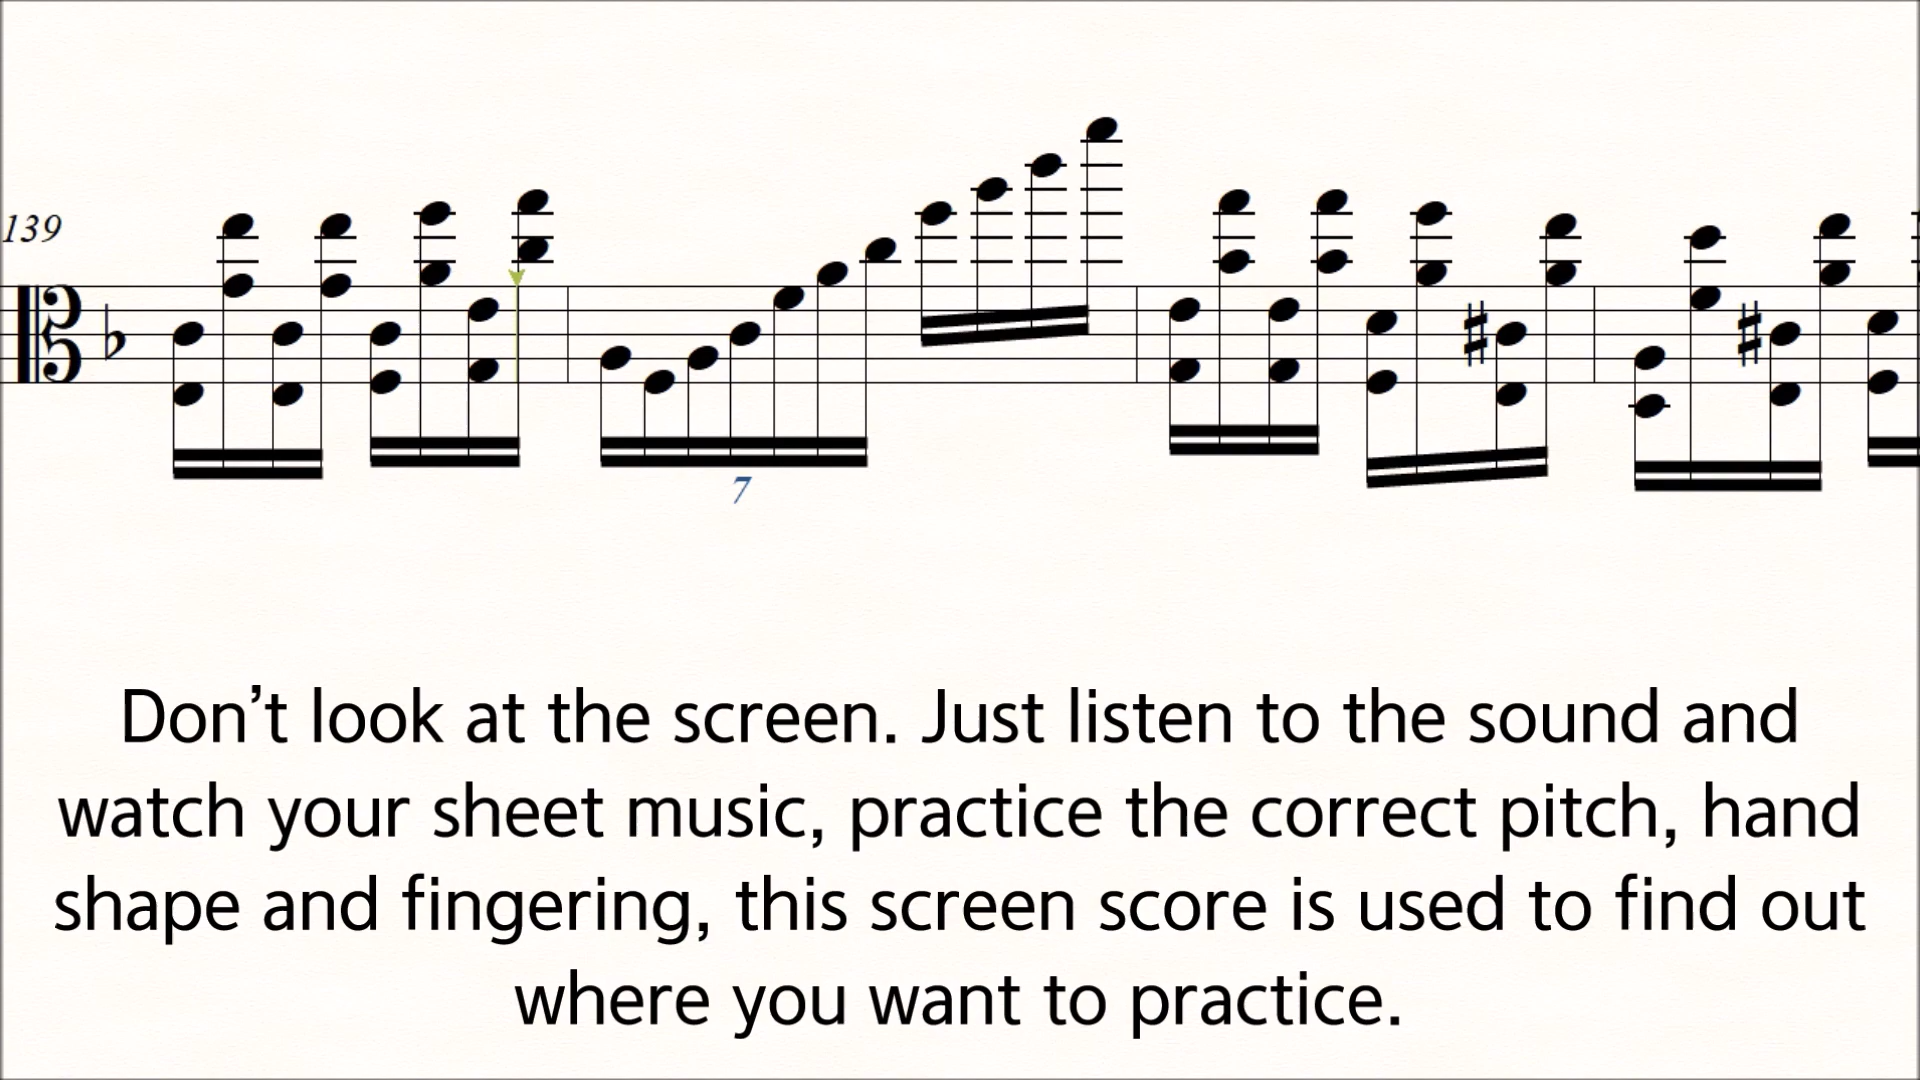 139
7
Don’t look at the screen. Just listen to the sound and
watch your sheet music, practice the correct pitch, hand
shape and fingering, this screen score is used to find out
where you want to practice.